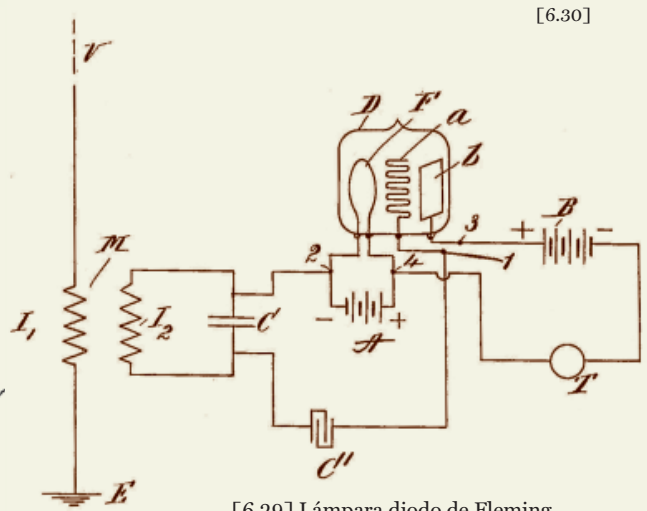 [6.30]
V
D F a
b
3 + B -
M 2 4 1
I₁ I₂ C' - +
A
T
C"
E
[6.29] Lámpara diodo de Fleming